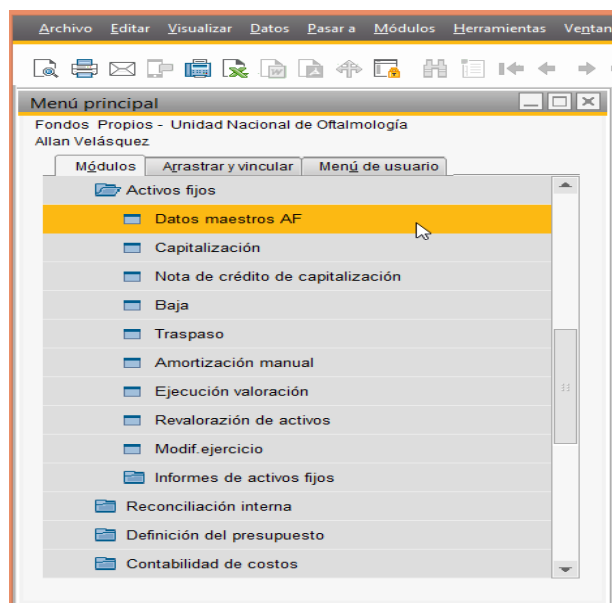 Archivo Editar Visualizar Datos Pasar a Módulos Herramientas Ventan
Menú principal
Fondos Propios - Unidad Nacional de Oftalmología
Allan Velásquez
Módulos Arrastrar y vincular Menú de usuario
Activos fijos
Datos maestros AF
Capitalización
Nota de crédito de capitalización
Baja
Traspaso
Amortización manual
Ejecución valoración
Revalorazión de activos
Modif.ejercicio
Informes de activos fijos
Reconciliación interna
Definición del presupuesto
Contabilidad de costos